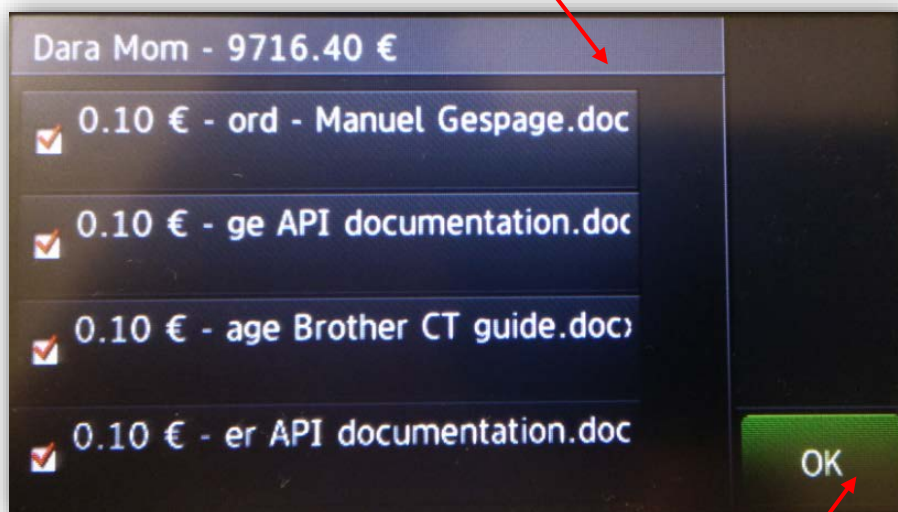 Dara Mom - 9716.40 €
0.10 € - ord - Manuel Gespage.doc
0.10 € - ge API documentation.doc
0.10 € - age Brother CT guide.doc
0.10 € - er API documentation.doc
OK